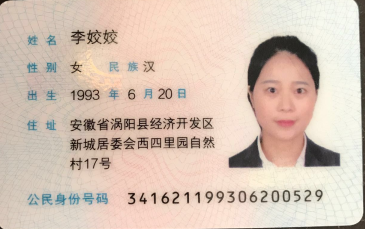 姓名 李姣姣
性别 女 民族 汉
出生 1993 年 6 月 20 日
住址 安徽省涡阳县经济开发区
新城居委会西四里园自然
村17号
公民身份号码 341621199306200529